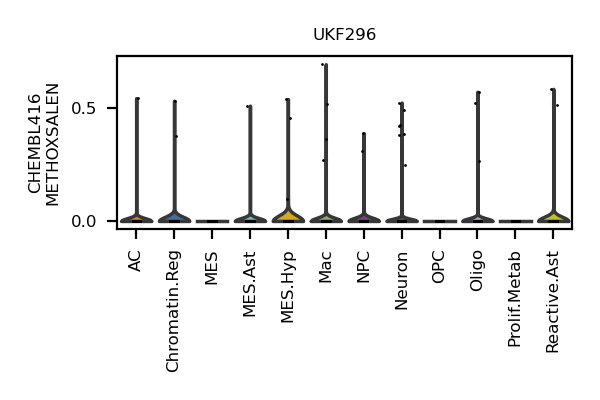 UKF296
CHEMBL416
METHOXSALEN
0.5
0.0
AC
Chromatin.Reg
MES
MES.Ast
MES.Hyp
Mac
NPC
Neuron
OPC
Oligo
Prolif.Metab
Reactive.Ast